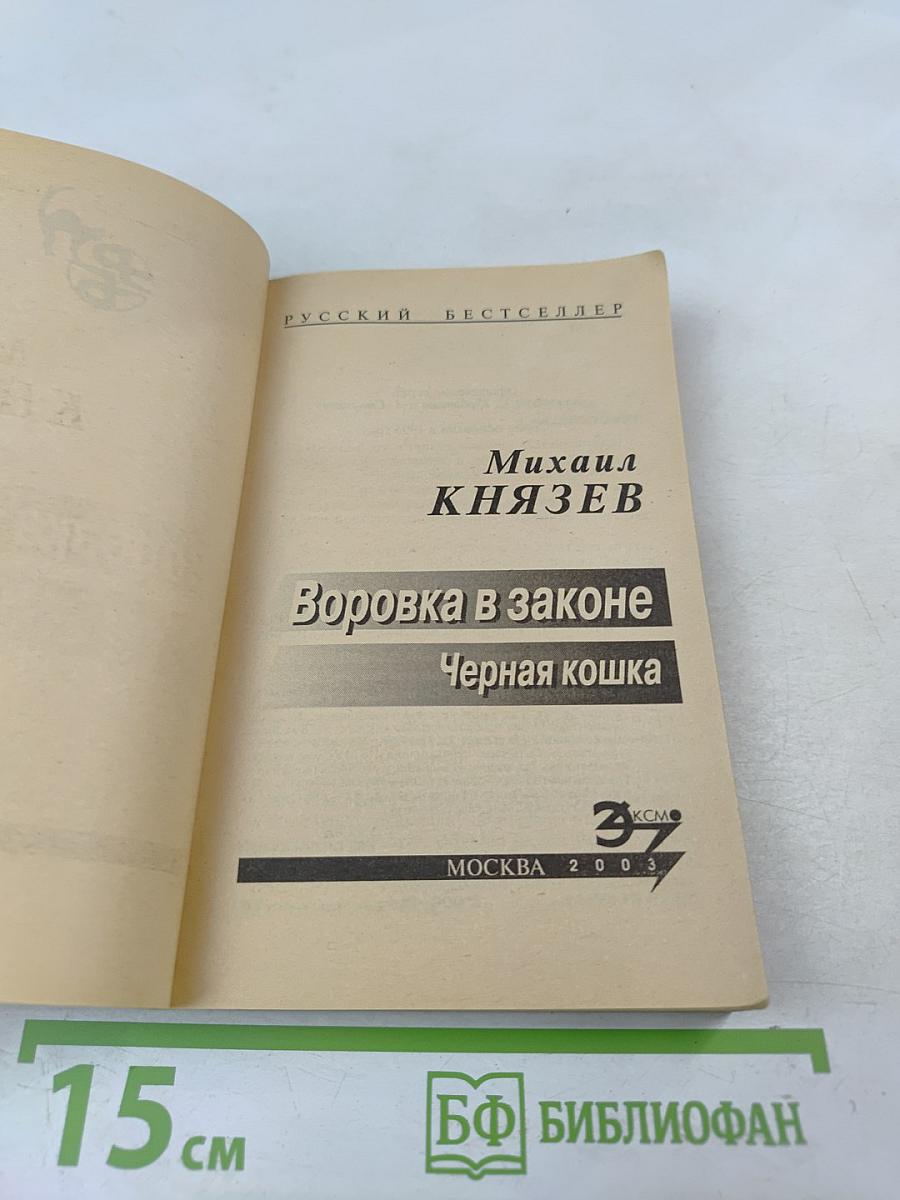 РУССКИЙ БЕСТСЕЛЛЕР
Михаил
КНЯЗЕВ
Воровка в законе
Черная кошка
ЭКСМО
МОСКВА 2003
15 см
БФ БИБЛИОФАН